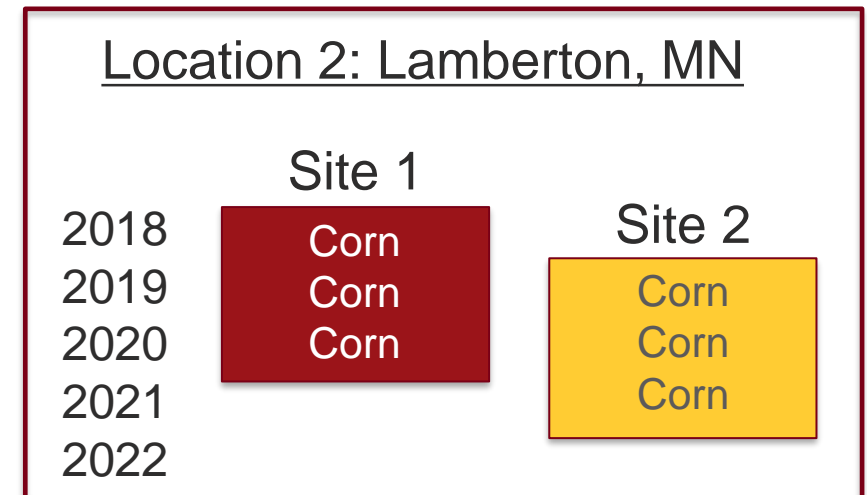 Location 2: Lamberton, MN
Site 1
Site 2
2018 Corn
2019 Corn Corn
2020 Corn Corn
2021 Corn
2022